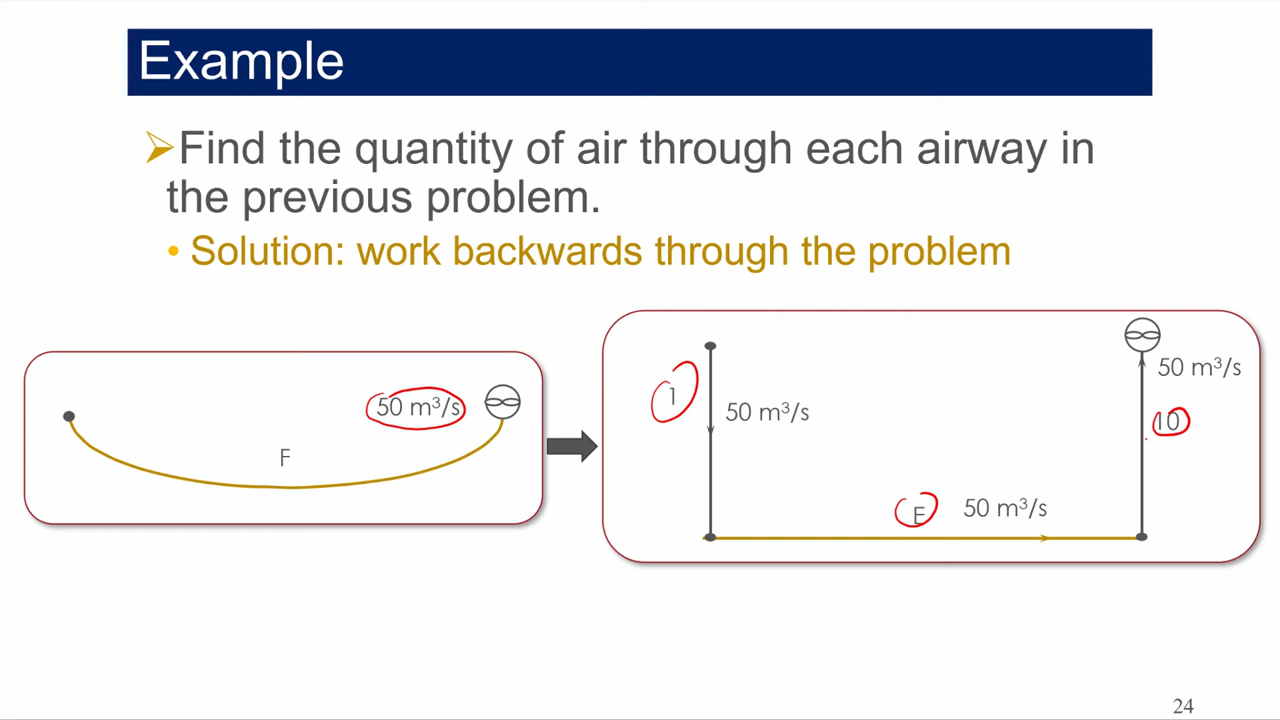 Example
Find the quantity of air through each airway in
the previous problem.
• Solution: work backwards through the problem
50 m³/s
F
1
50 m³/s
E
50 m³/s
50 m³/s
10
24